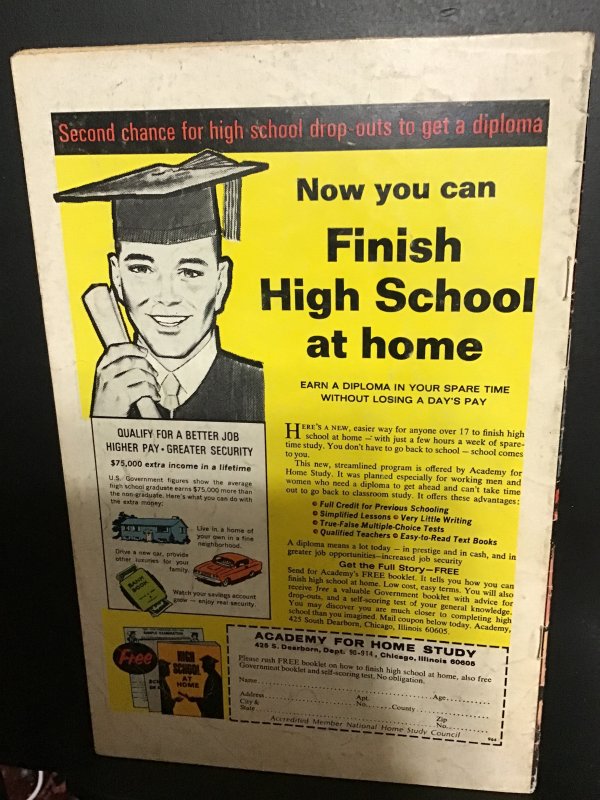 Second chance for high school drop-outs to get a diploma
Now you can
Finish
High School
at home
EARN A DIPLOMA IN YOUR SPARE TIME
WITHOUT LOSING A DAY'S PAY
HERE'S A NEW, easier way for anyone over 17 to finish high
school at home — with just a few hours a week of spare-
time study. You don't have to go back to school — school comes
to you.
This new, streamlined program is offered by Academy for
Home Study. It was planned especially for working men and
women who need a diploma to get ahead and can't take time
out to go back to classroom study. It offers these advantages:
Full Credit for Previous Schooling
Simplified Lessons Very Little Writing
True-False Multiple-Choice Tests
Qualified Teachers Easy-to-Read Text Books
A diploma means a lot today — in prestige and in cash, and in
greater job opportunities—increased job security
Get the Full Story—FREE
Send for Academy's FREE booklet. It tells you how you can
finish high school at home. Low cost, easy terms. You will also
receive free a valuable Government booklet with advice for
drop-outs, and a self-scoring test of your general knowledge.
You may discover you are much closer to completing high
school than you imagined. Mail coupon below today. Academy,
425 South Dearborn, Chicago, Illinois 60605.
QUALIFY FOR A BETTER JOB
HIGHER PAY • GREATER SECURITY
$75,000 extra income in a lifetime
U.S. Government figures show the average
high school graduate earns $75,000 more than
the non-graduate. Here's what you can do with
the extra money:
Live in a home of
your own in a fine
neighborhood.
Drive a new car, provide
other luxuries for your
family.
BANK
BOOK
Watch your savings account
grow — enjoy real security
Free
SAMPLE EXAMINATION
HIGH
SCHOOL
AT
HOME
ACADEMY FOR HOME STUDY
425 S. Dearborn, Dept. 90-914, Chicago, Illinois 60605
Please rush FREE booklet on how to finish high school at home, also free
Government booklet and self-scoring test. No obligation.
Name Age
Address Apt. No.
City & State County Zip No.
Accredited Member National Home Study Council